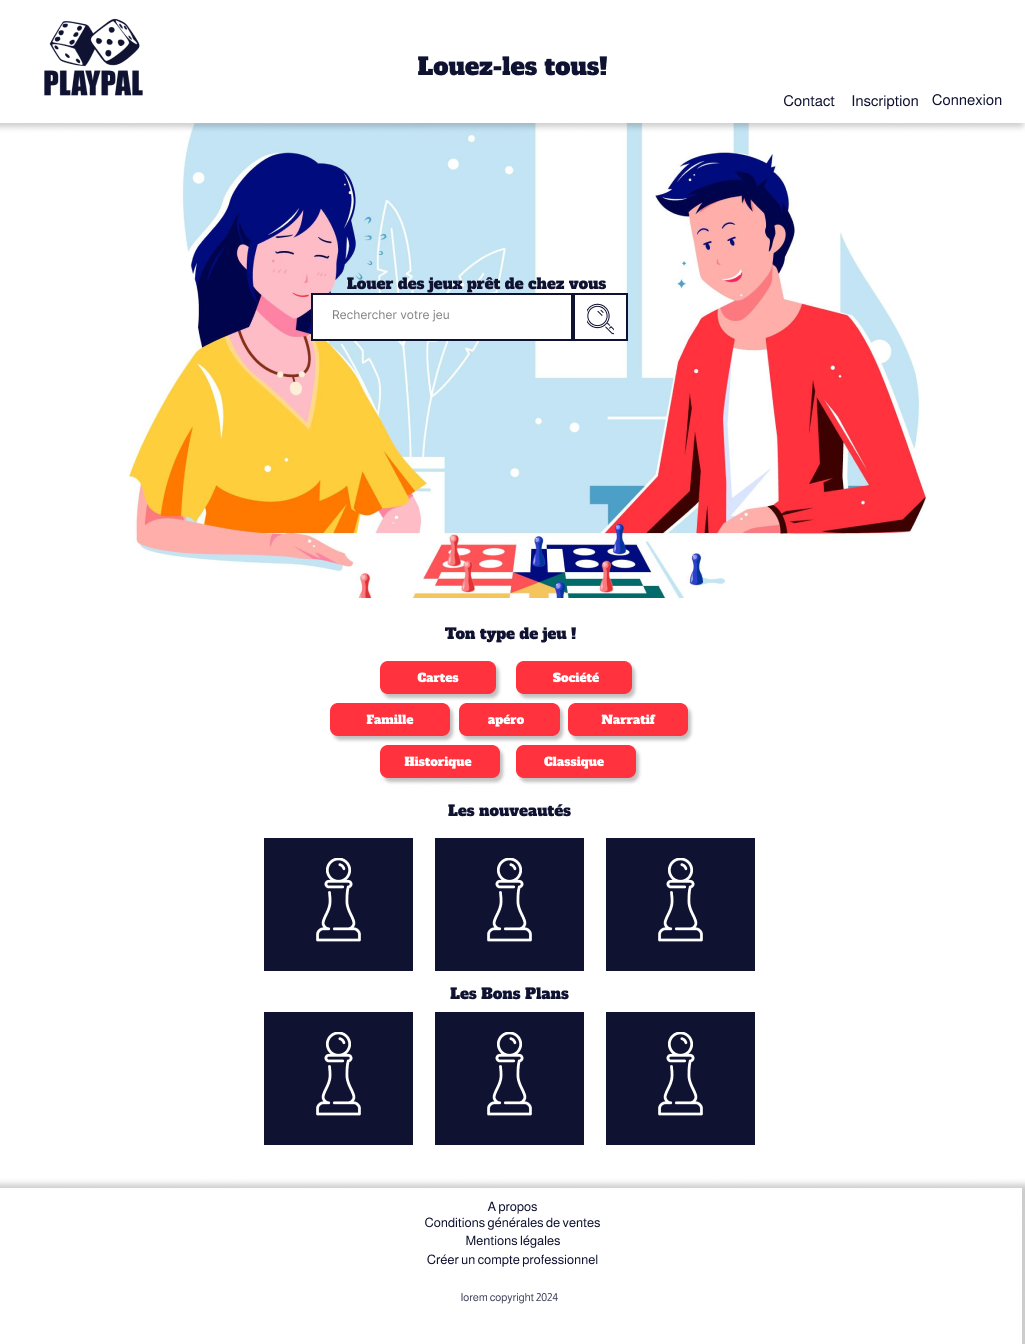 PLAYPAL
Louez-les tous!
Contact Inscription Connexion
Louer des jeux prêt de chez vous
Rechercher votre jeu
Ton type de jeu !
Cartes Société
Famille apéro Narratif
Historique Classique
Les nouveautés
Les Bons Plans
A propos
Conditions générales de ventes
Mentions légales
Créer un compte professionnel
lorem copyright 2024